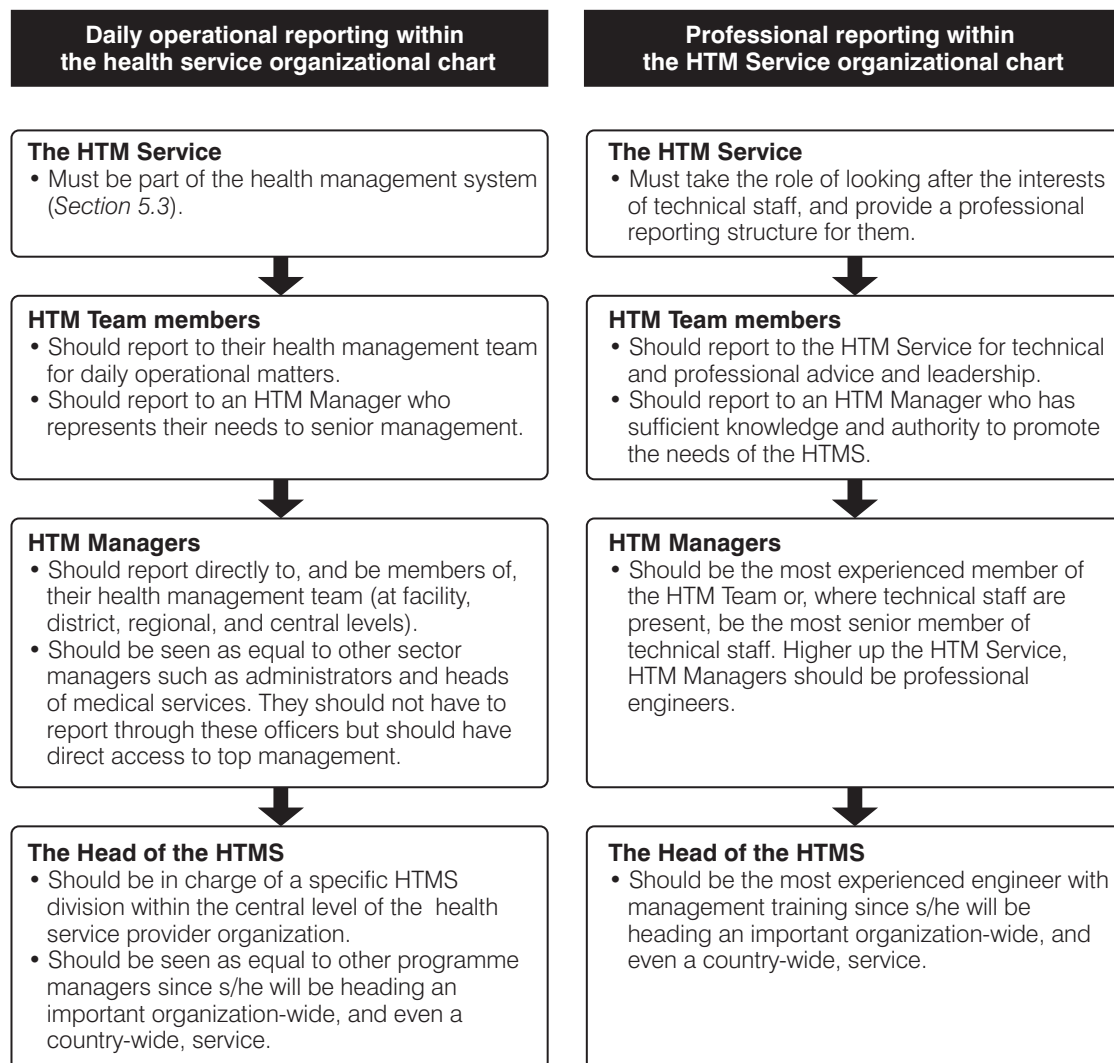 Daily operational reporting within
the health service organizational chart
The HTM Service
• Must be part of the health management system
(Section 5.3).
HTM Team members
• Should report to their health management team
for daily operational matters.
• Should report to an HTM Manager who
represents their needs to senior management.
HTM Managers
• Should report directly to, and be members of,
their health management team (at facility,
district, regional, and central levels).
• Should be seen as equal to other sector
managers such as administrators and heads
of medical services. They should not have to
report through these officers but should have
direct access to top management.
The Head of the HTMS
• Should be in charge of a specific HTMS
division within the central level of the health
service provider organization.
• Should be seen as equal to other programme
managers since s/he will be heading an
important organization-wide, and even a
country-wide, service.
Professional reporting within
the HTM Service organizational chart
The HTM Service
• Must take the role of looking after the interests
of technical staff, and provide a professional
reporting structure for them.
HTM Team members
• Should report to the HTM Service for technical
and professional advice and leadership.
• Should report to an HTM Manager who has
sufficient knowledge and authority to promote
the needs of the HTMS.
HTM Managers
• Should be the most experienced member of
the HTM Team or, where technical staff are
present, be the most senior member of
technical staff. Higher up the HTM Service,
HTM Managers should be professional
engineers.
The Head of the HTMS
• Should be the most experienced engineer with
management training since s/he will be
heading an important organization-wide, and
even a country-wide, service.